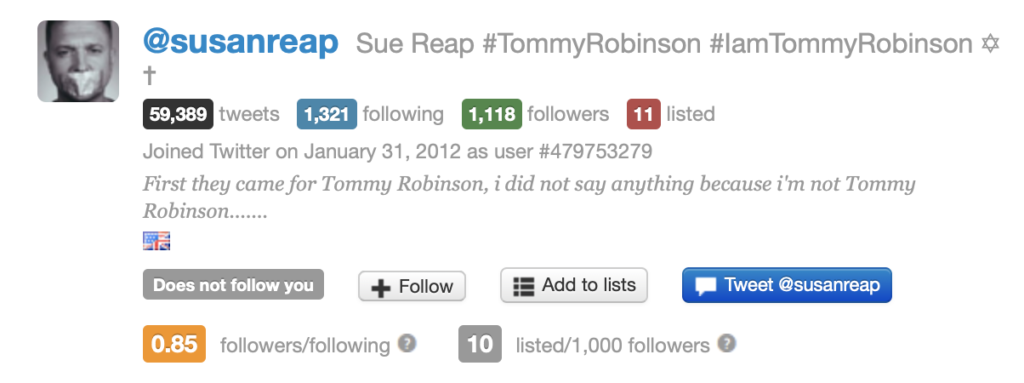 @susanreap Sue Reap #TommyRobinson #IamTommyRobinson ✡
✝
59,389 tweets 1,321 following 1,118 followers 11 listed
Joined Twitter on January 31, 2012 as user #479753279
First they came for Tommy Robinson, i did not say anything because i'm not Tommy
Robinson.......
Does not follow you Follow Add to lists Tweet @susanreap
0.85 followers/following ? 10 listed/1,000 followers ?